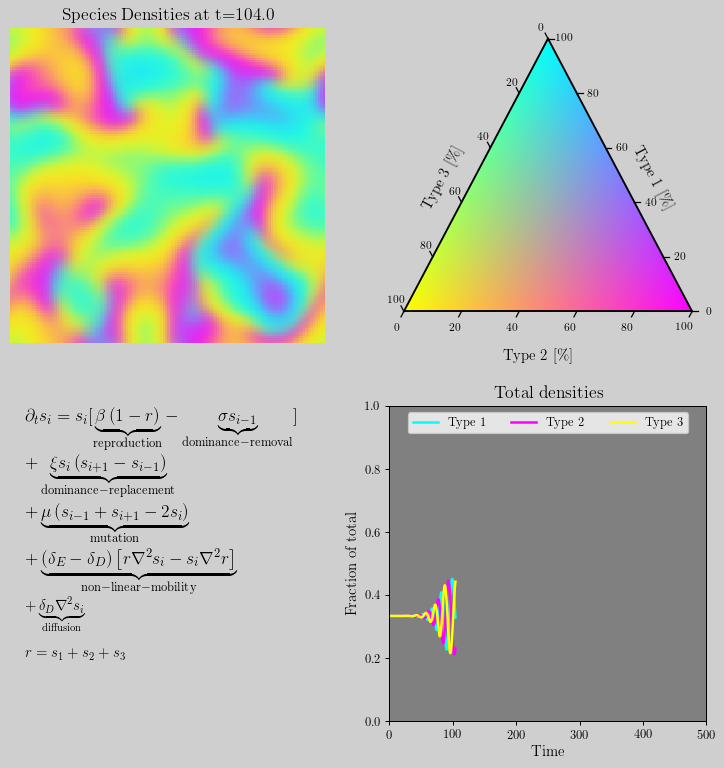 Species Densities at t=104.0
0
100
20
80
40
60
Type 3 [%]
Type 1 [%]
60
40
80
20
100
0
0
20
40
60
80
100
Type 2 [%]
∂ₜsᵢ = sᵢ[β (1 − r) − σsᵢ₋₁ ]
reproduction dominance−removal
+ ξsᵢ (sᵢ₊₁ − sᵢ₋₁)
dominance−replacement
+ μ (sᵢ₋₁ + sᵢ₊₁ − 2sᵢ)
mutation
+ (δ_E − δ_D) [r∇²sᵢ − sᵢ∇²r]
non−linear−mobility
+ δ_D∇²sᵢ
diffusion
r = s₁ + s₂ + s₃
Total densities
Type 1 Type 2 Type 3
1.0
0.8
0.6
0.4
0.2
0.0
Fraction of total
0 100 200 300 400 500
Time